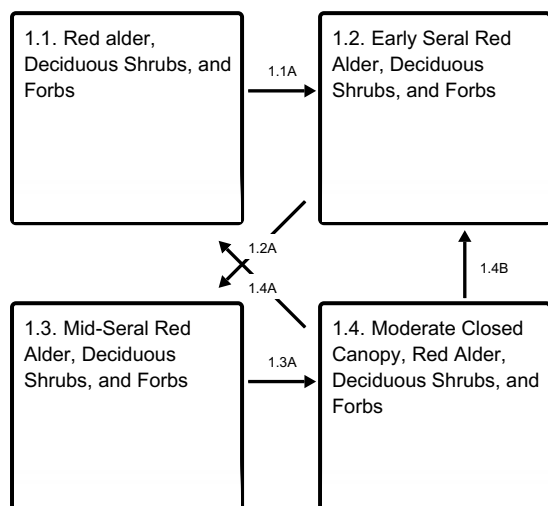 1.1. Red alder,
Deciduous Shrubs, and
Forbs
1.1A
1.2. Early Seral Red
Alder, Deciduous
Shrubs, and Forbs
1.2A
1.4A
1.4B
1.3. Mid-Seral Red
Alder, Deciduous
Shrubs, and Forbs
1.3A
1.4. Moderate Closed
Canopy, Red Alder,
Deciduous Shrubs, and
Forbs